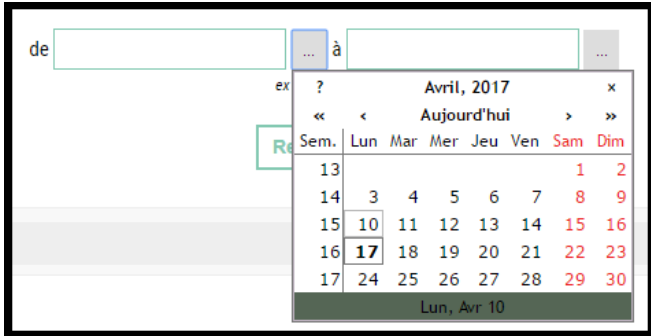 de ... à ...
ex
? Avril, 2017 ×
« ‹ Aujourd'hui › »
Re
Sem. Lun Mar Mer Jeu Ven Sam Dim
13 1 2
14 3 4 5 6 7 8 9
15 10 11 12 13 14 15 16
16 17 18 19 20 21 22 23
17 24 25 26 27 28 29 30
Lun, Avr 10